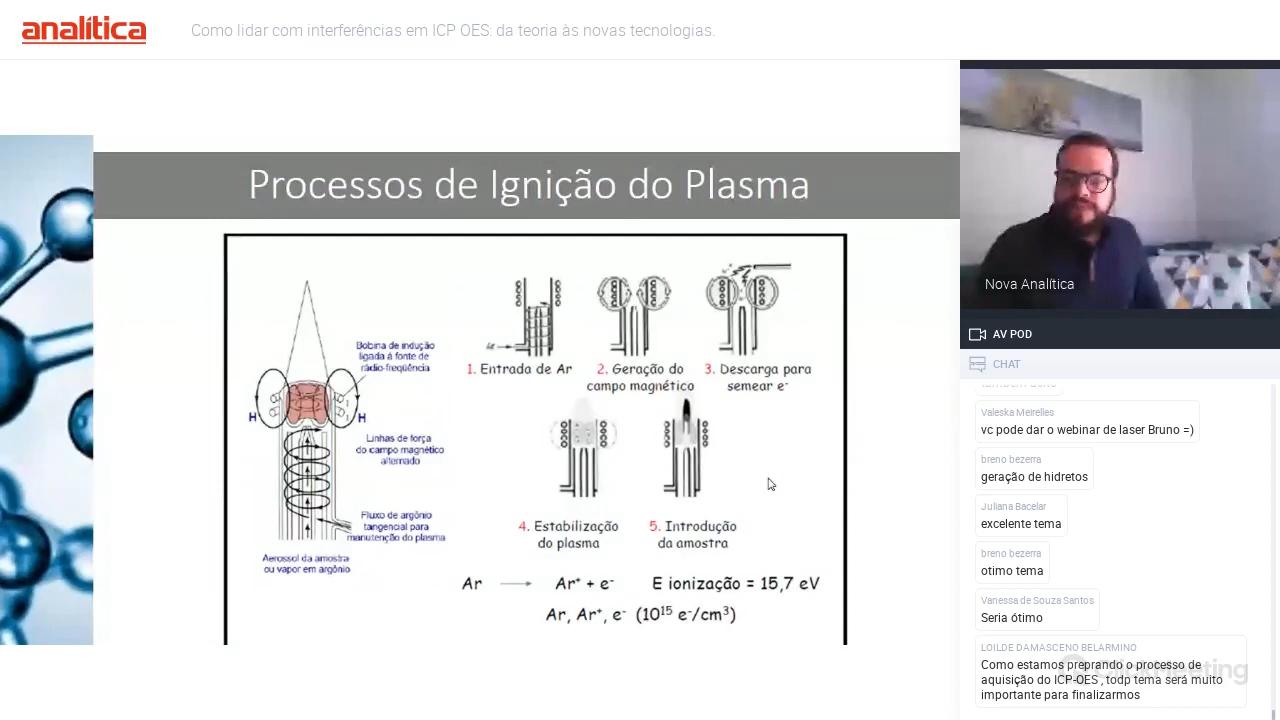 analítica
Como lidar com interferências em ICP OES: da teoria às novas tecnologias.
Processos de Ignição do Plasma
Bobina de indução
ligada à fonte de
rádio-freqüência
H
H
Linhas de força
do campo magnético
alternado
Fluxo de argônio
tangencial para
manutenção do plasma
Aerossol da amostra
ou vapor em argônio
1. Entrada de Ar
2. Geração do
campo magnético
3. Descarga para
semear e⁻
4. Estabilização
do plasma
5. Introdução
da amostra
Ar → Ar⁺ + e⁻ E ionização = 15,7 eV
Ar, Ar⁺, e⁻ (10¹⁵ e⁻/cm³)
Nova Analítica
AV POD
CHAT
Valeska Meirelles
vc pode dar o webinar de laser Bruno =)
breno bezerra
geração de hidretos
Juliana Bacelar
excelente tema
breno bezerra
otimo tema
Vanessa de Souza Santos
Seria ótimo
LOILDE DAMASCENO BELARMINO
Como estamos preprando o processo de
aquisição do ICP-OES , todp tema será muito
importante para finalizarmos
ClickMeeting